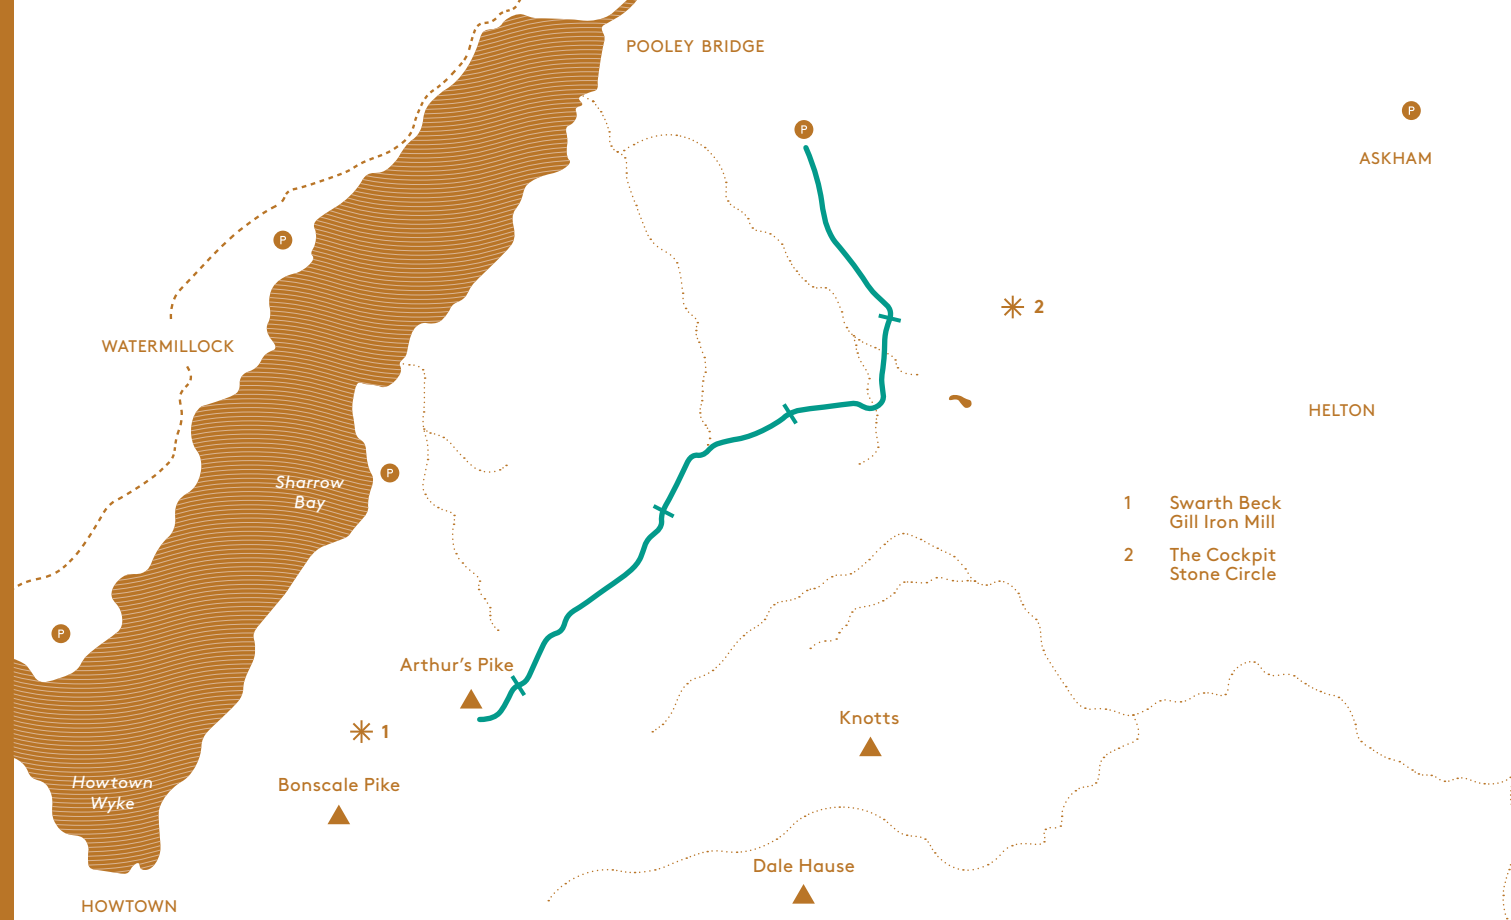 POOLEY BRIDGE
P
P
ASKHAM
P
2
WATERMILLOCK
HELTON
P
Sharrow
Bay
1 Swarth Beck
Gill Iron Mill
2 The Cockpit
Stone Circle
P
Arthur's Pike
Knotts
1
Howtown
Wyke
Bonscale Pike
Dale Hause
HOWTOWN